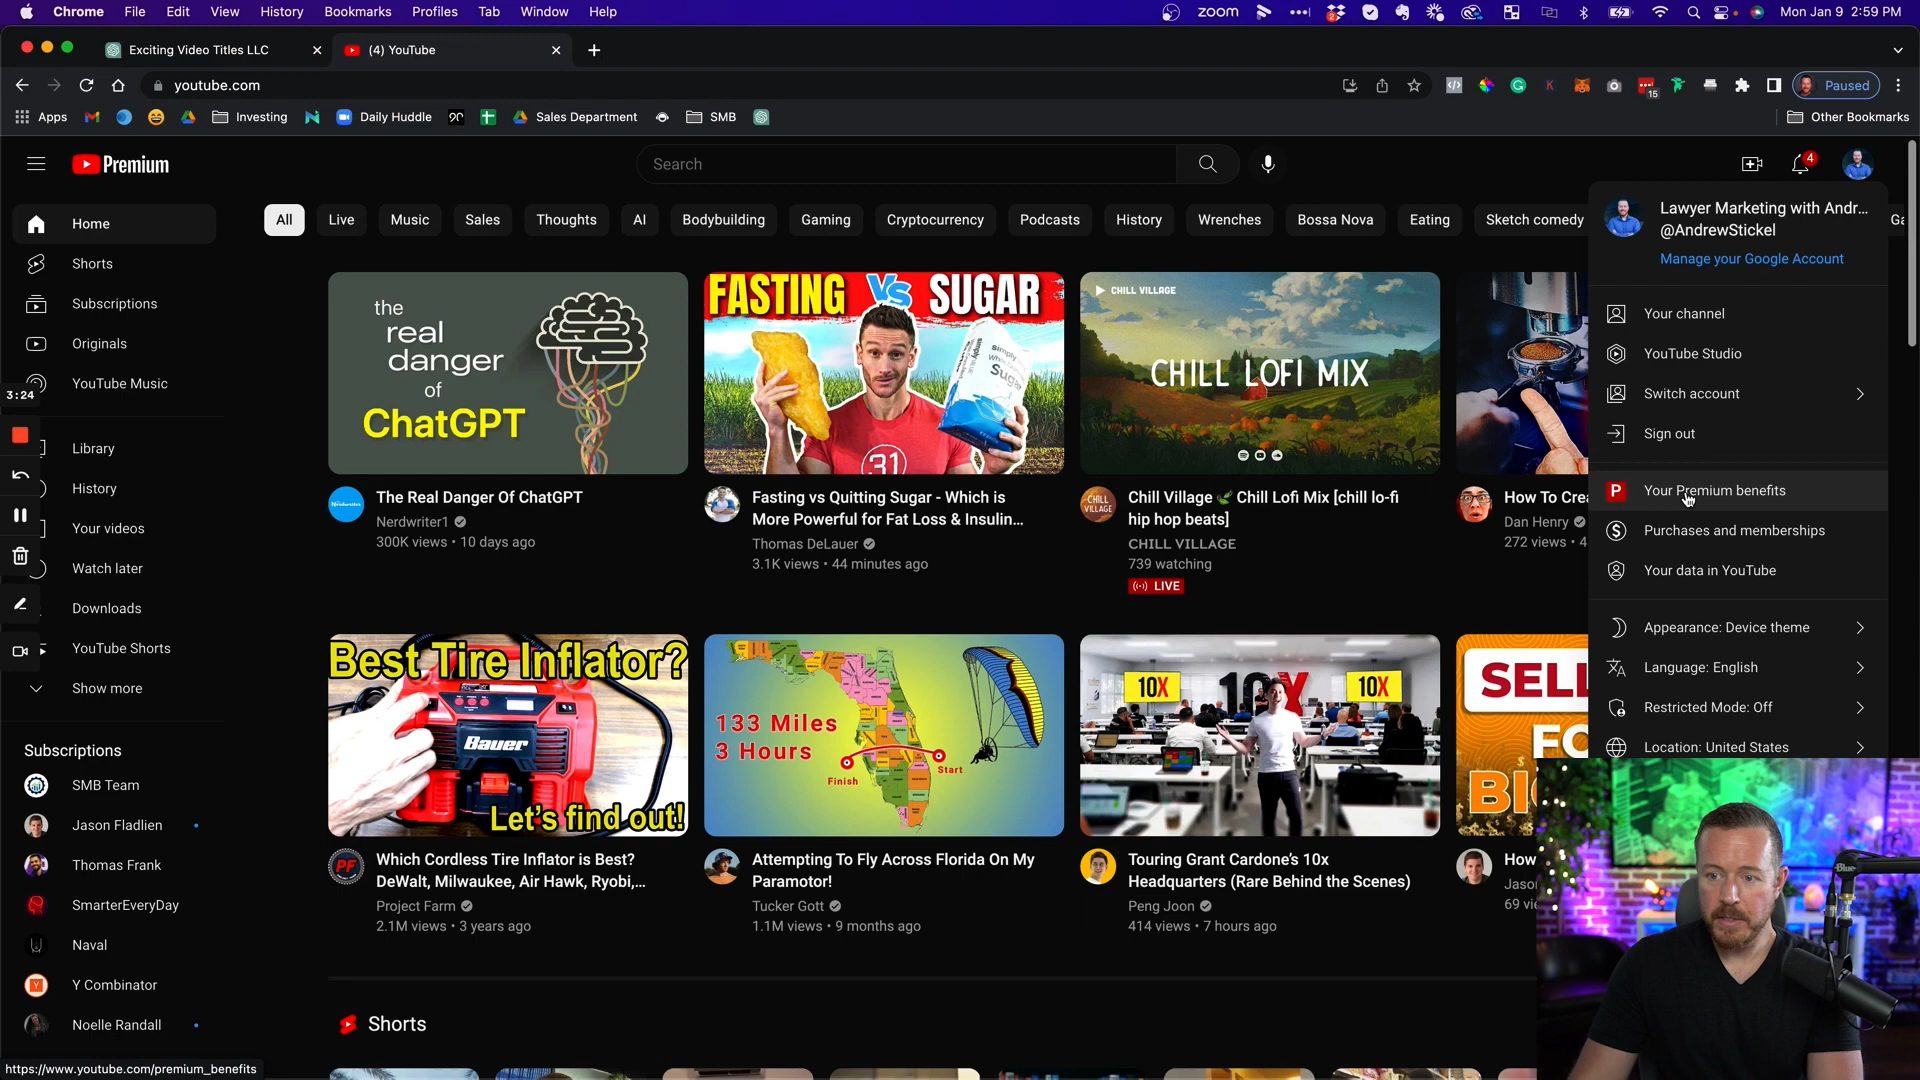 Chrome File Edit View History Bookmarks Profiles Tab Window Help
zoom
2
Mon Jan 9 2:59 PM
Exciting Video Titles LLC
(4) YouTube
youtube.com
15
Paused
Apps
Investing
Daily Huddle
Sales Department
SMB
Other Bookmarks
Premium
Search
4
Home
Shorts
Subscriptions
Originals
YouTube Music
3:24
Library
History
Your videos
Watch later
Downloads
YouTube Shorts
Show more
Subscriptions
SMB Team
Jason Fladlien
Thomas Frank
SmarterEveryDay
Naval
Y Combinator
Noelle Randall
https://www.youtube.com/premium_benefits
All Live Music Sales Thoughts AI Bodybuilding Gaming Cryptocurrency Podcasts History Wrenches Bossa Nova Eating Sketch comedy
the
real
danger
of
ChatGPT
The Real Danger Of ChatGPT
Nerdwriter1
300K views • 10 days ago
FASTING VS SUGAR
simply
Sugar
31
Fasting vs Quitting Sugar - Which is
More Powerful for Fat Loss & Insulin...
Thomas DeLauer
3.1K views • 44 minutes ago
CHILL VILLAGE
CHILL LOFI MIX
CHILL
VILLAGE
Chill Village 🌿 Chill Lofi Mix [chill lo-fi
hip hop beats]
CHILL VILLAGE
739 watching
LIVE
How To Crea
Dan Henry
272 views • 4
Best Tire Inflator?
Bauer
Let's find out!
PF
Which Cordless Tire Inflator is Best?
DeWalt, Milwaukee, Air Hawk, Ryobi,...
Project Farm
2.1M views • 3 years ago
133 Miles
3 Hours
Finish
Start
Attempting To Fly Across Florida On My
Paramotor!
Tucker Gott
1.1M views • 9 months ago
10X
10X
10X
Touring Grant Cardone's 10x
Headquarters (Rare Behind the Scenes)
Peng Joon
414 views • 7 hours ago
SELL
FO
BIG
How
Jason
69 vi
Shorts
Lawyer Marketing with Andr...
@AndrewStickel
Manage your Google Account
Your channel
YouTube Studio
Switch account
Sign out
P
Your Premium benefits
Purchases and memberships
Your data in YouTube
Appearance: Device theme
Language: English
Restricted Mode: Off
Location: United States
Blue